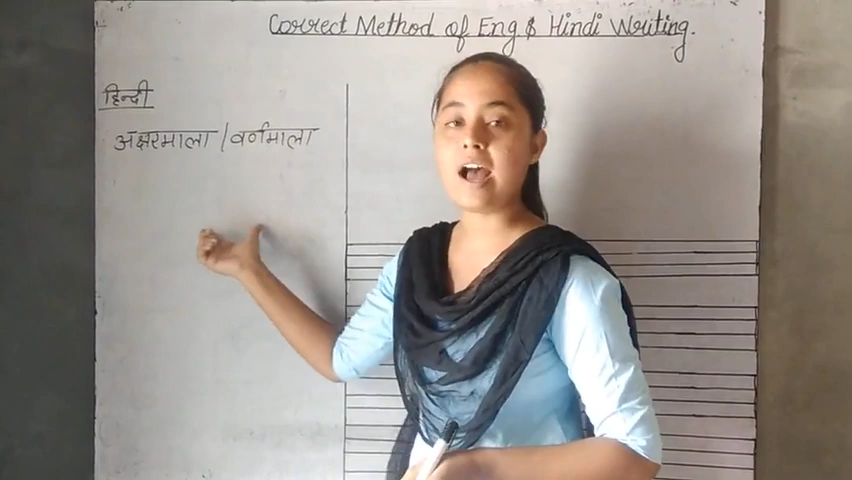 Correct Method of Eng & Hindi Writing.
हिन्दी
अक्षरमाला / वर्णमाला